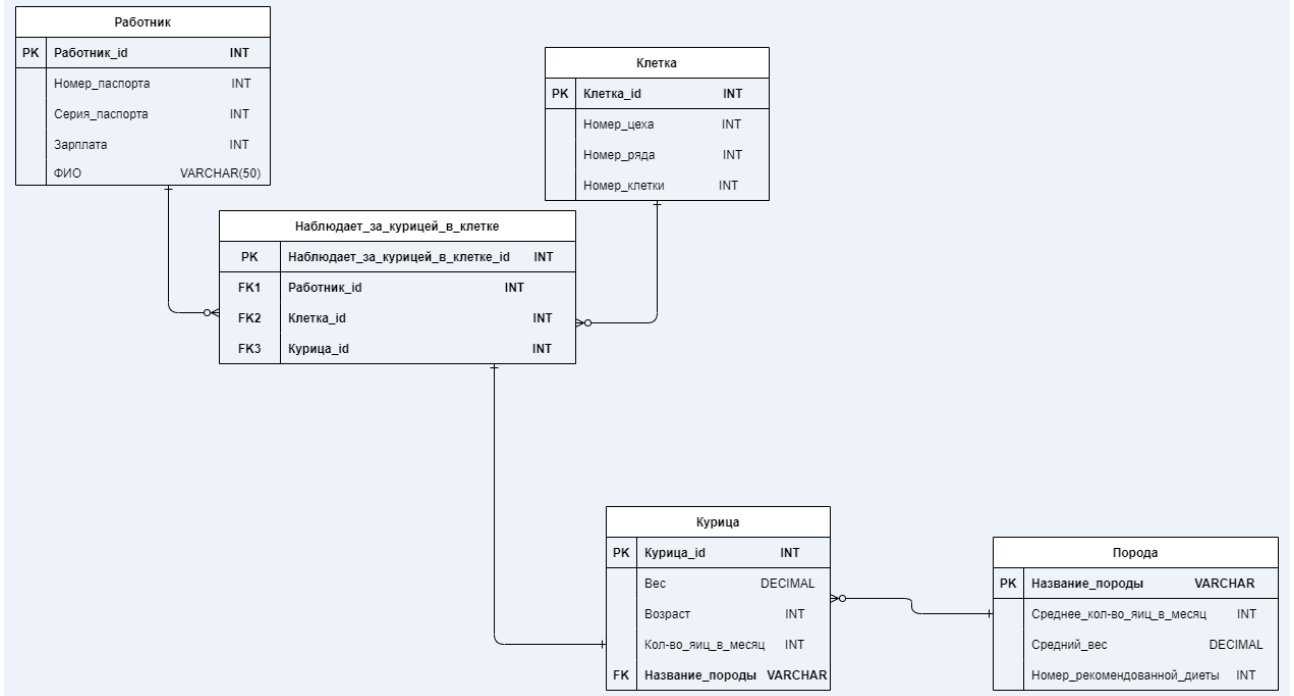 Работник
PK Работник_id INT
Номер_паспорта INT
Серия_паспорта INT
Зарплата INT
ФИО VARCHAR(50)
Клетка
PK Клетка_id INT
Номер_цеха INT
Номер_ряда INT
Номер_клетки INT
Наблюдает_за_курицей_в_клетке
PK Наблюдает_за_курицей_в_клетке_id INT
FK1 Работник_id INT
FK2 Клетка_id INT
FK3 Курица_id INT
Курица
PK Курица_id INT
Вес DECIMAL
Возраст INT
Кол-во_яиц_в_месяц INT
FK Название_породы VARCHAR
Порода
PK Название_породы VARCHAR
Среднее_кол-во_яиц_в_месяц INT
Средний_вес DECIMAL
Номер_рекомендованной_диеты INT